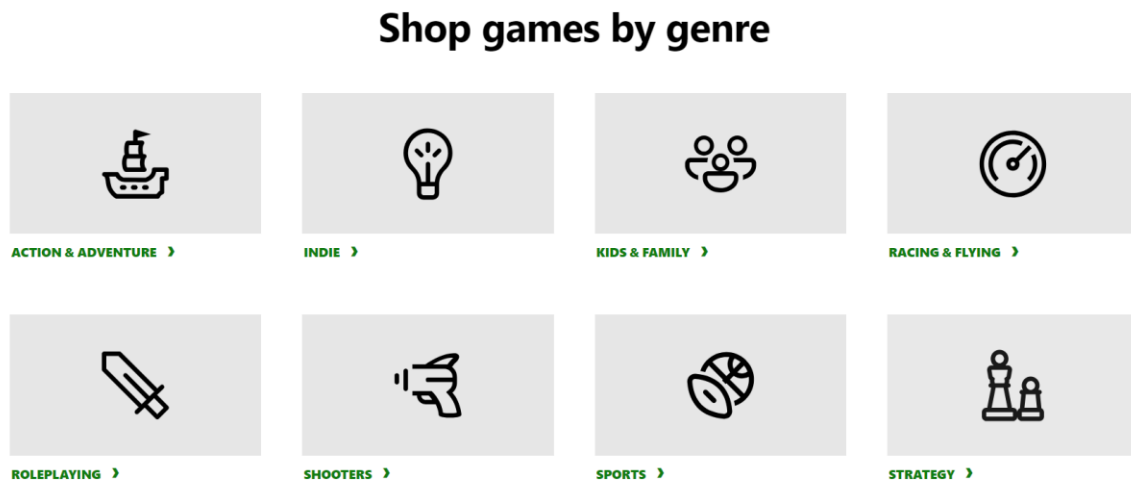 Shop games by genre
ACTION & ADVENTURE ›
INDIE ›
KIDS & FAMILY ›
RACING & FLYING ›
ROLEPLAYING ›
SHOOTERS ›
SPORTS ›
STRATEGY ›